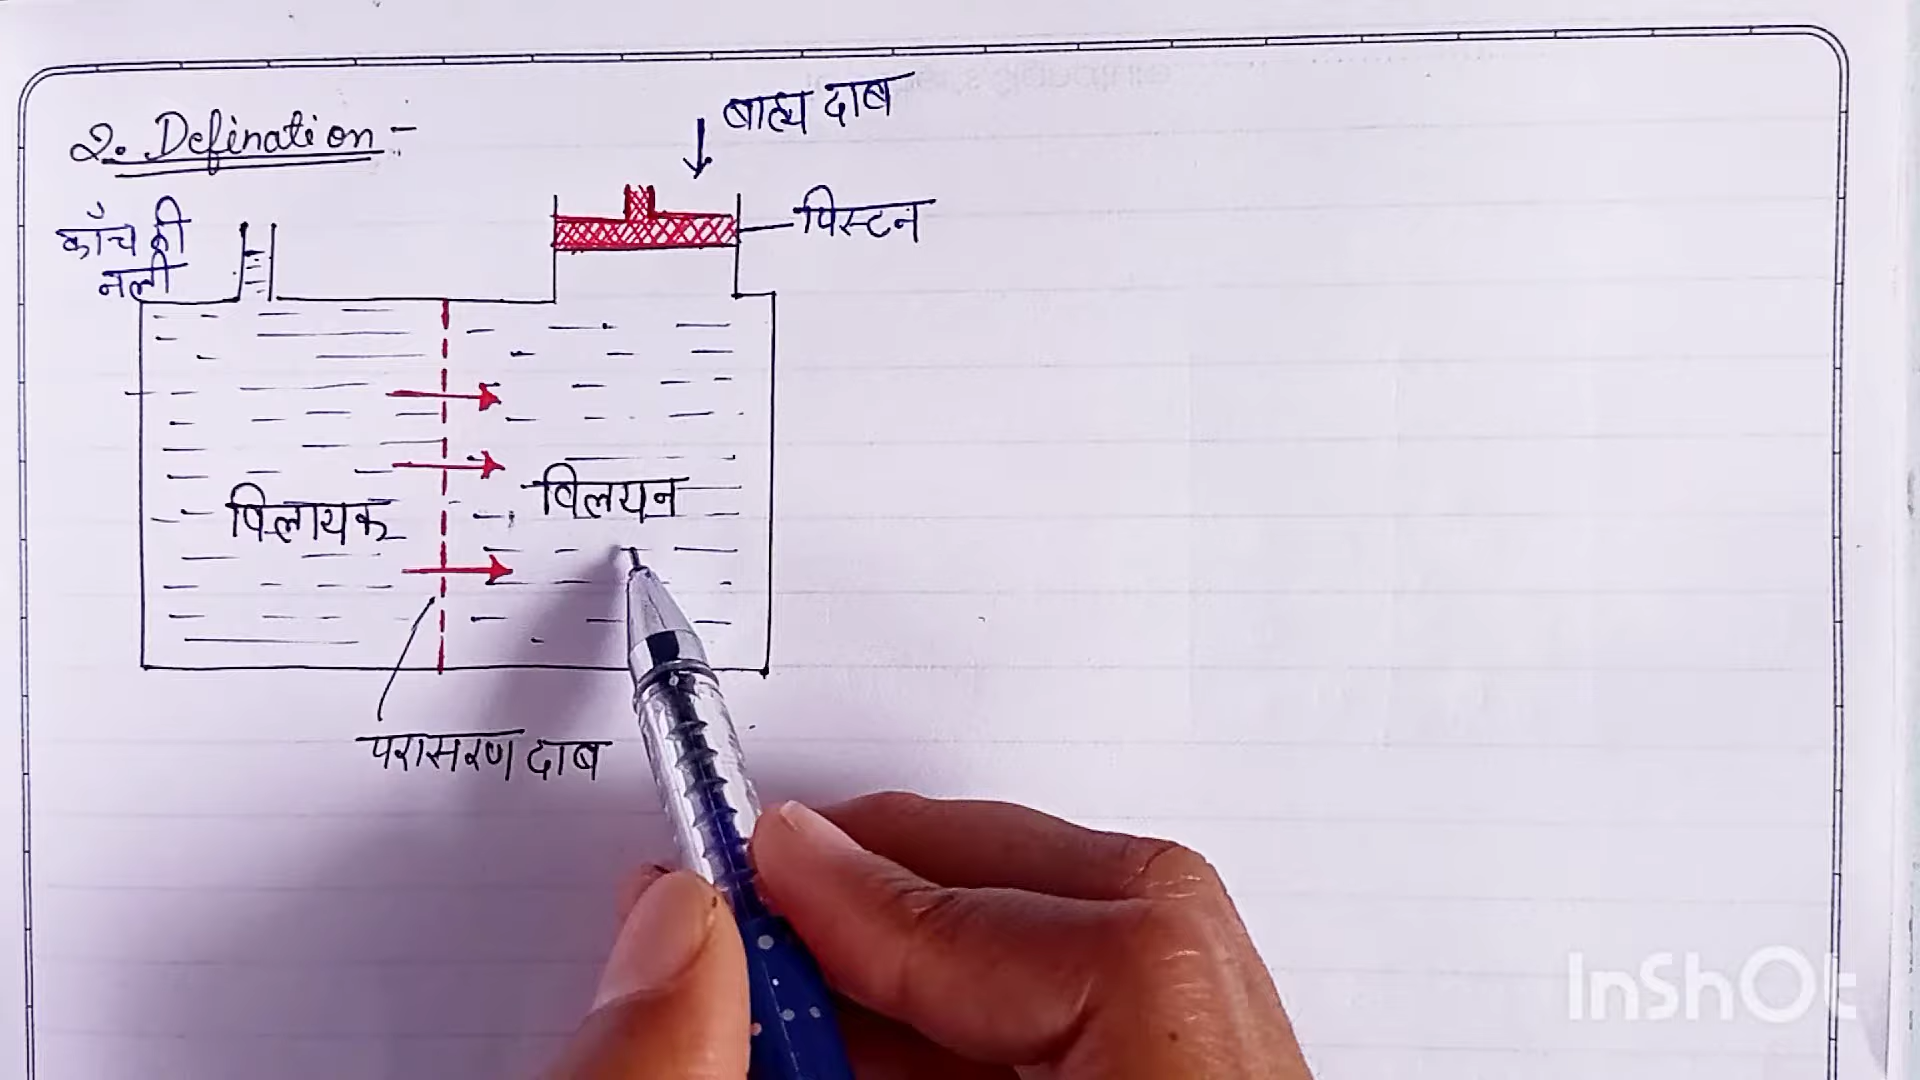 2. Defination :-
बाह्य दाब
काँच की
नली
पिस्टन
विलायक
विलयन
परासरण दाब
InShOt